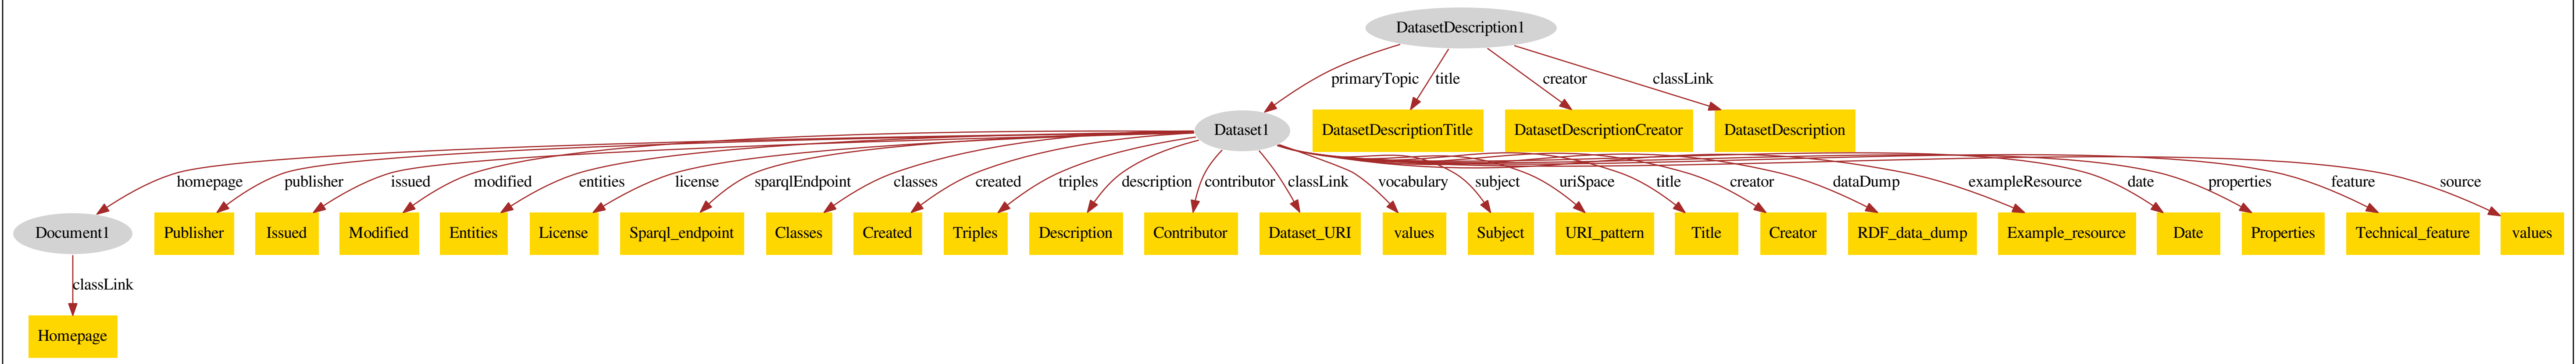 DatasetDescription1
primaryTopic title creator classLink
Dataset1 DatasetDescriptionTitle DatasetDescriptionCreator DatasetDescription
homepage publisher issued modified entities license sparqlEndpoint classes created triples description contributor classLink vocabulary subject uriSpace title creator dataDump exampleResource date properties feature source
Document1 Publisher Issued Modified Entities License Sparql_endpoint Classes Created Triples Description Contributor Dataset_URI values Subject URI_pattern Title Creator RDF_data_dump Example_resource Date Properties Technical_feature values
classLink
Homepage